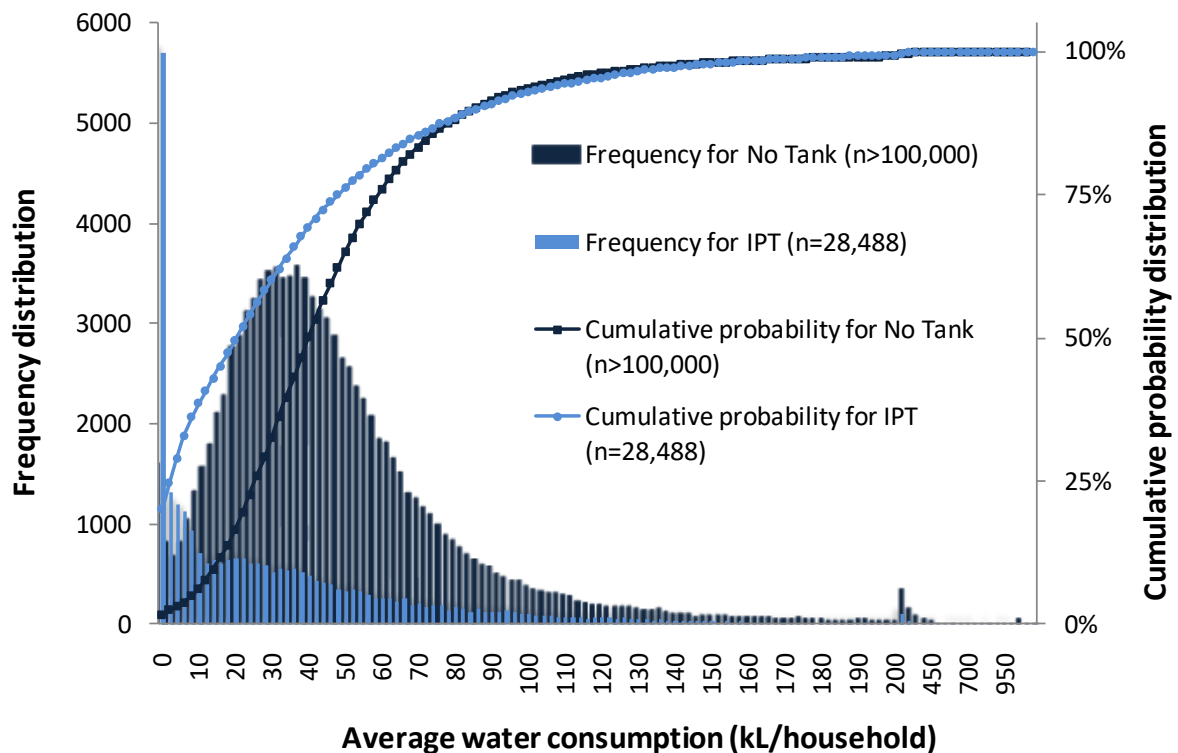 6000
5000
4000
3000
2000
1000
0
Frequency distribution
100%
75%
50%
25%
0%
Cumulative probability distribution
Frequency for No Tank (n>100,000)
Frequency for IPT (n=28,488)
Cumulative probability for No Tank
(n>100,000)
Cumulative probability for IPT
(n=28,488)
0 10 20 30 40 50 60 70 80 90 100 110 120 130 140 150 160 170 180 190 200 450 700 950
Average water consumption (kL/household)